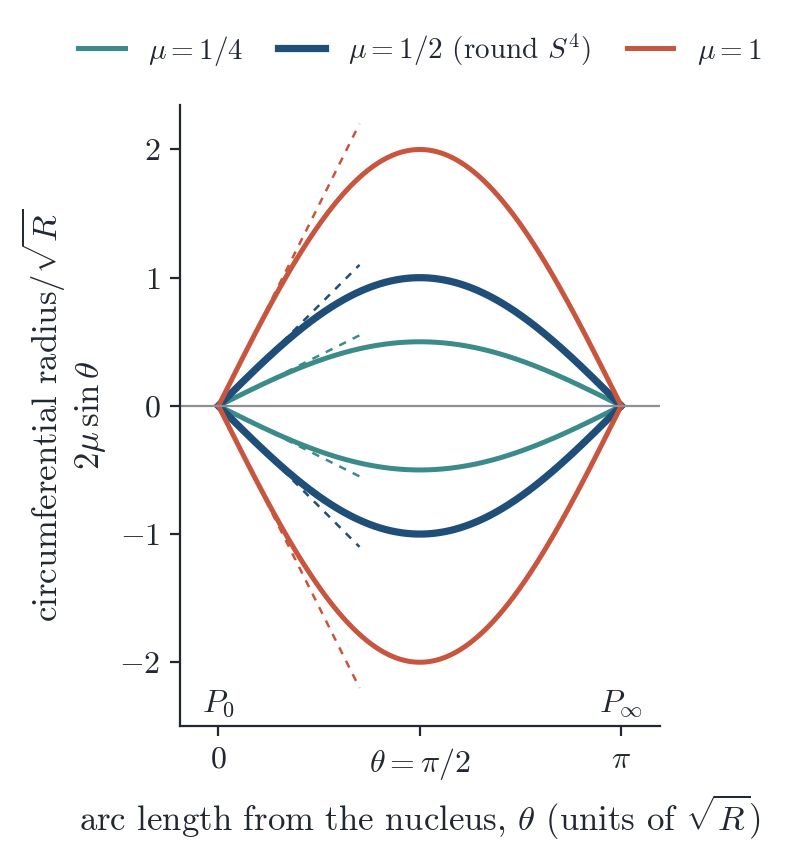 μ = 1/4
μ = 1/2 (round S⁴)
μ = 1
circumferential radius/√R
2μ sin θ
2
1
0
−1
−2
P₀
P∞
0
θ = π/2
π
arc length from the nucleus, θ (units of √R)